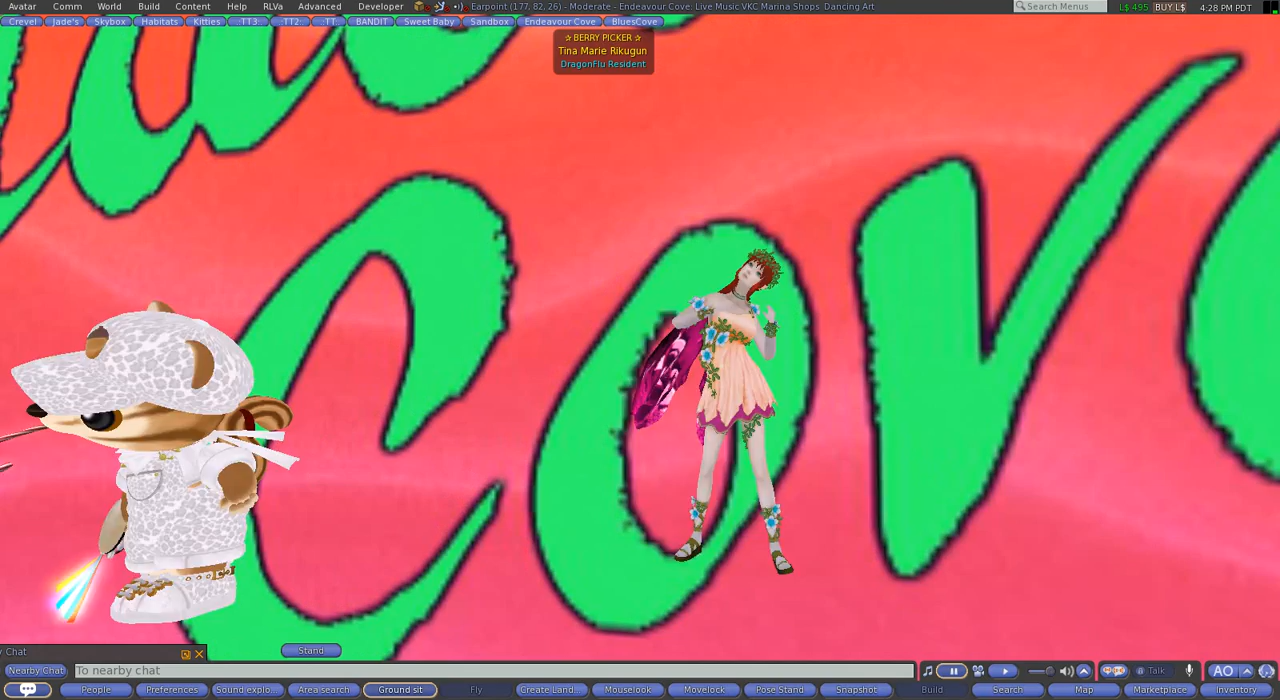 Avatar Comm World Build Content Help RLVa Advanced Developer Earpoint (177, 82, 26) - Moderate - Endeavour Cove: Live Music VKC Marina Shops Dancing Art Search Menus L$ 495 BUY L$ 4:28 PM PDT
Crevel Jade's Skybox Habitats Kitties :TT3: :TT2: :TT: BANDIT Sweet Baby Sandbox Endeavour Cove BluesCove
☆ BERRY PICKER ☆
Tina Marie Rikugun
DragonFlu Resident
Cov
Stand
y Chat
Nearby Chat To nearby chat Talk AO
People Preferences Sound explo... Area search Ground sit Fly Create Land... Mouselook Movelock Pose Stand Snapshot Build Search Map Marketplace Inventory